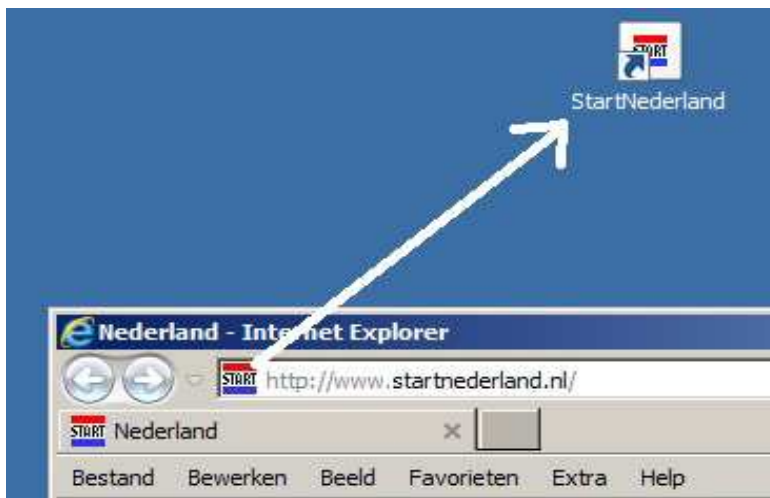 START
StartNederland
Nederland - Internet Explorer
START http://www.startnederland.nl/
START Nederland
Bestand Bewerken Beeld Favorieten Extra Help